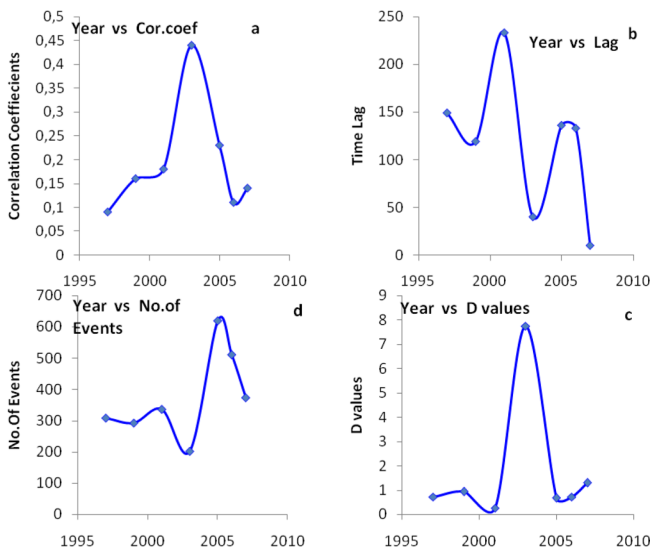 Year vs Cor.coef
a
Correlation Coeffiecients
0,5
0,45
0,4
0,35
0,3
0,25
0,2
0,15
0,1
0,05
0
1995 2000 2005 2010
Year vs Lag
b
Time Lag
250
200
150
100
50
0
1995 2000 2005 2010
Year vs No.of
Events
d
No.Of Events
700
600
500
400
300
200
100
0
1995 2000 2005 2010
Year vs D values
c
D values
9
8
7
6
5
4
3
2
1
0
1995 2000 2005 2010